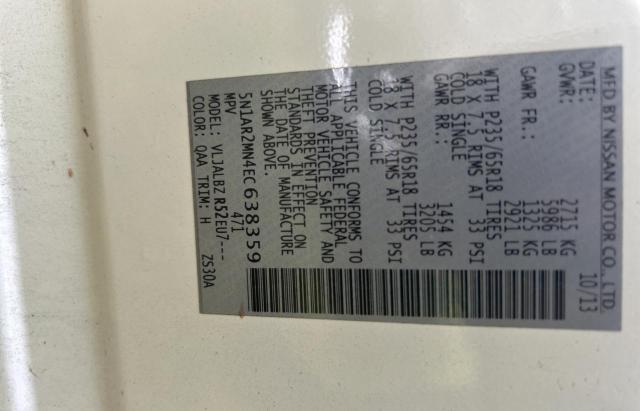 MFD BY NISSAN MOTOR CO., LTD.
DATE: 10/13
GVWR: 2715 KG
5986 LB
GAWR FR.: 1325 KG
2921 LB
WITH P235/65R18 TIRES
18 X 7.5 RIMS AT 33 PSI
COLD SINGLE
GAWR RR.: 1454 KG
3205 LB
WITH P235/65R18 TIRES
18 X 7.5 RIMS AT 33 PSI
COLD SINGLE
THIS VEHICLE CONFORMS TO
ALL APPLICABLE FEDERAL
MOTOR VEHICLE SAFETY AND
THEFT PREVENTION
STANDARDS IN EFFECT ON
THE DATE OF MANUFACTURE
SHOWN ABOVE.
5N1AR2MN4EC638359
MPV 471
MODEL: VLJALBZ R52EU7---
COLOR: QAA TRIM: H ZS30A